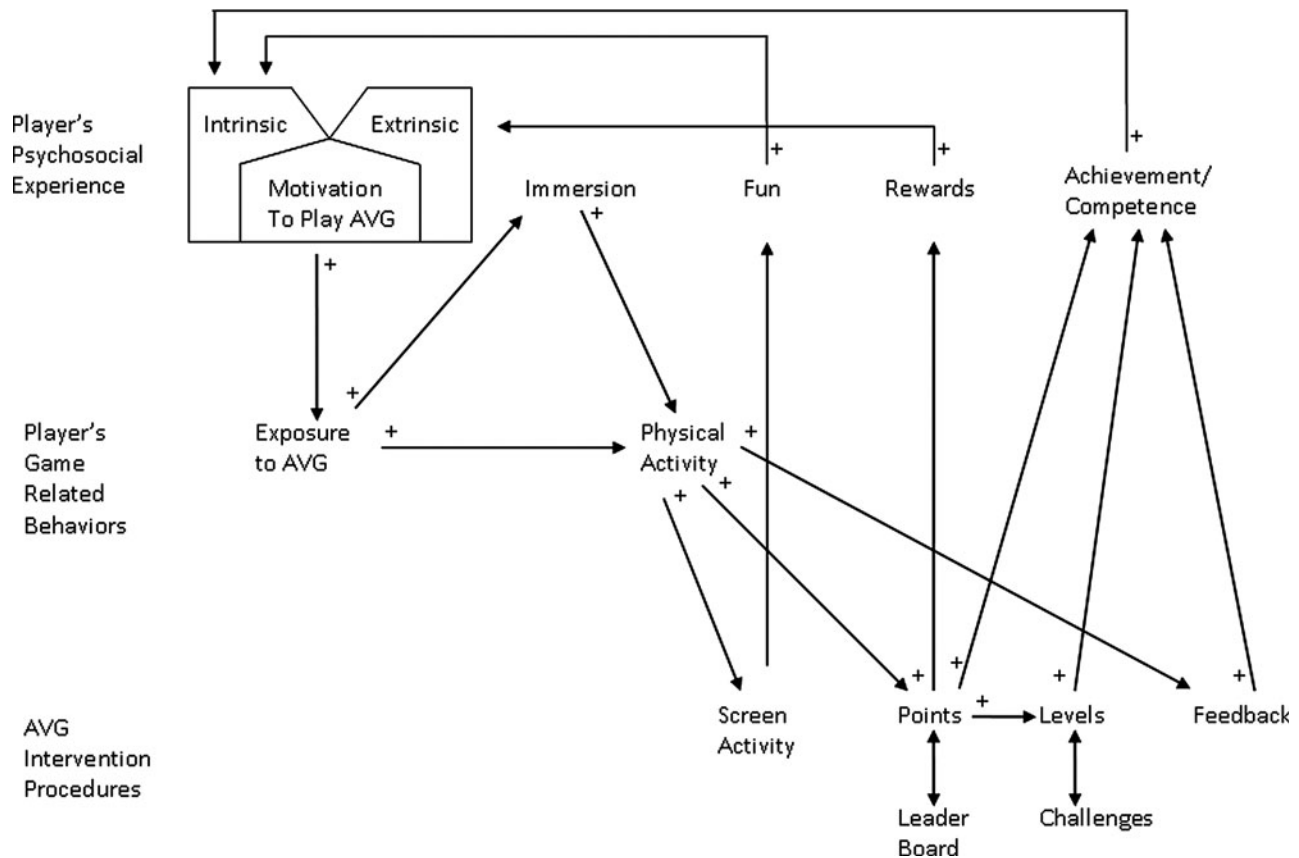 Player's
Psychosocial
Experience
Intrinsic
Extrinsic
Motivation
To Play AVG
Immersion
Fun
Rewards
Achievement/
Competence
+
+
+
+
+
Player's
Game
Related
Behaviors
Exposure
to AVG
Physical
Activity
+
+
+
+
+
AVG
Intervention
Procedures
Screen
Activity
Points
Levels
Feedback
+
+
+
+
+
Leader
Board
Challenges